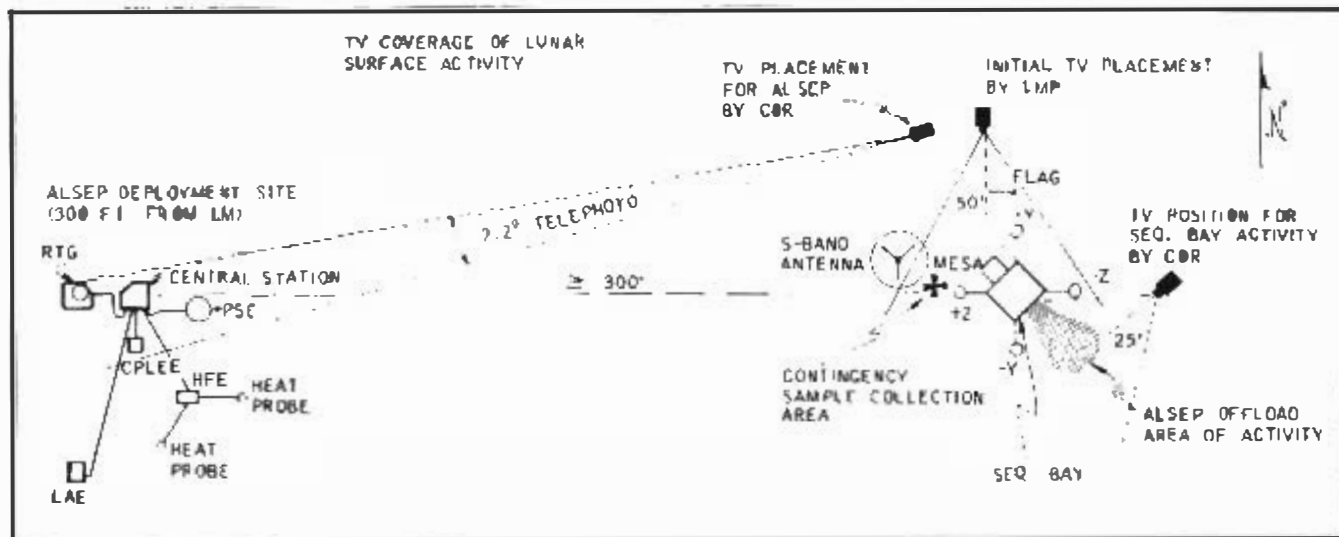 TV COVERAGE OF LUNAR
SURFACE ACTIVITY
TV PLACEMENT
FOR ALSEP
BY CDR
INITIAL TV PLACEMENT
BY LMP
N
ALSEP DEPLOYMENT SITE
(300 FT. FROM LM)
RTG
CENTRAL STATION
PSE
CPLEE
HFE
HEAT
PROBE
HEAT
PROBE
LAE
TELEPHOTO
≥ 300'
S-BAND
ANTENNA
MESA
FLAG
50'
+Y
-Z
+Z
-Y
25'
TV POSITION FOR
SEQ. BAY ACTIVITY
BY CDR
CONTINGENCY
SAMPLE COLLECTION
AREA
SEQ BAY
ALSEP OFFLOAD
AREA OF ACTIVITY